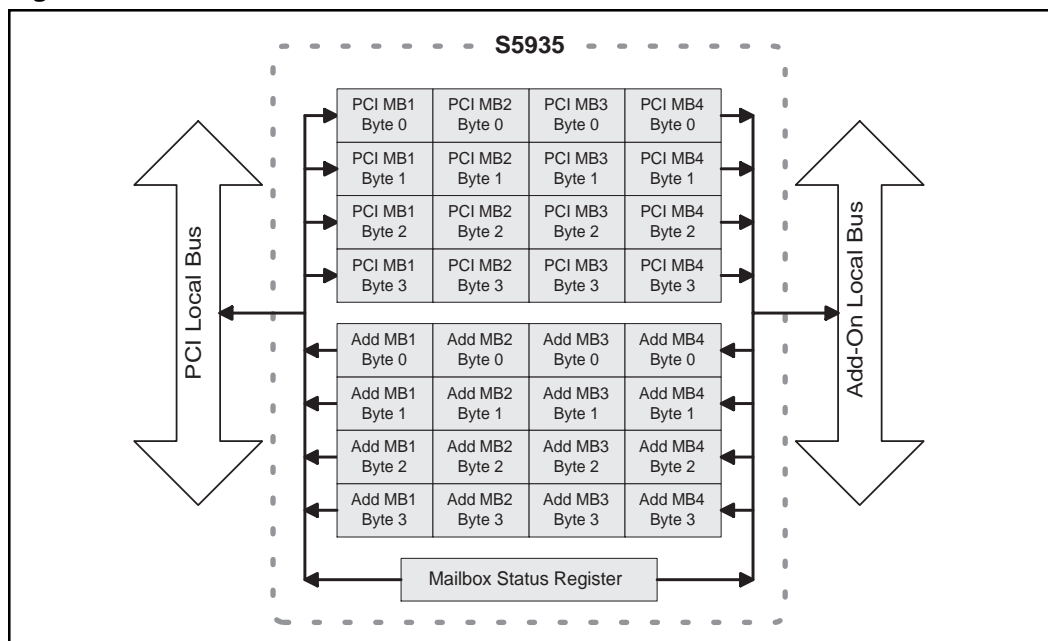 S5935
PCI MB1 PCI MB2 PCI MB3 PCI MB4
Byte 0 Byte 0 Byte 0 Byte 0
PCI MB1 PCI MB2 PCI MB3 PCI MB4
Byte 1 Byte 1 Byte 1 Byte 1
PCI MB1 PCI MB2 PCI MB3 PCI MB4
Byte 2 Byte 2 Byte 2 Byte 2
PCI MB1 PCI MB2 PCI MB3 PCI MB4
Byte 3 Byte 3 Byte 3 Byte 3
PCI Local Bus
Add-On Local Bus
Add MB1 Add MB2 Add MB3 Add MB4
Byte 0 Byte 0 Byte 0 Byte 0
Add MB1 Add MB2 Add MB3 Add MB4
Byte 1 Byte 1 Byte 1 Byte 1
Add MB1 Add MB2 Add MB3 Add MB4
Byte 2 Byte 2 Byte 2 Byte 2
Add MB1 Add MB2 Add MB3 Add MB4
Byte 3 Byte 3 Byte 3 Byte 3
Mailbox Status Register